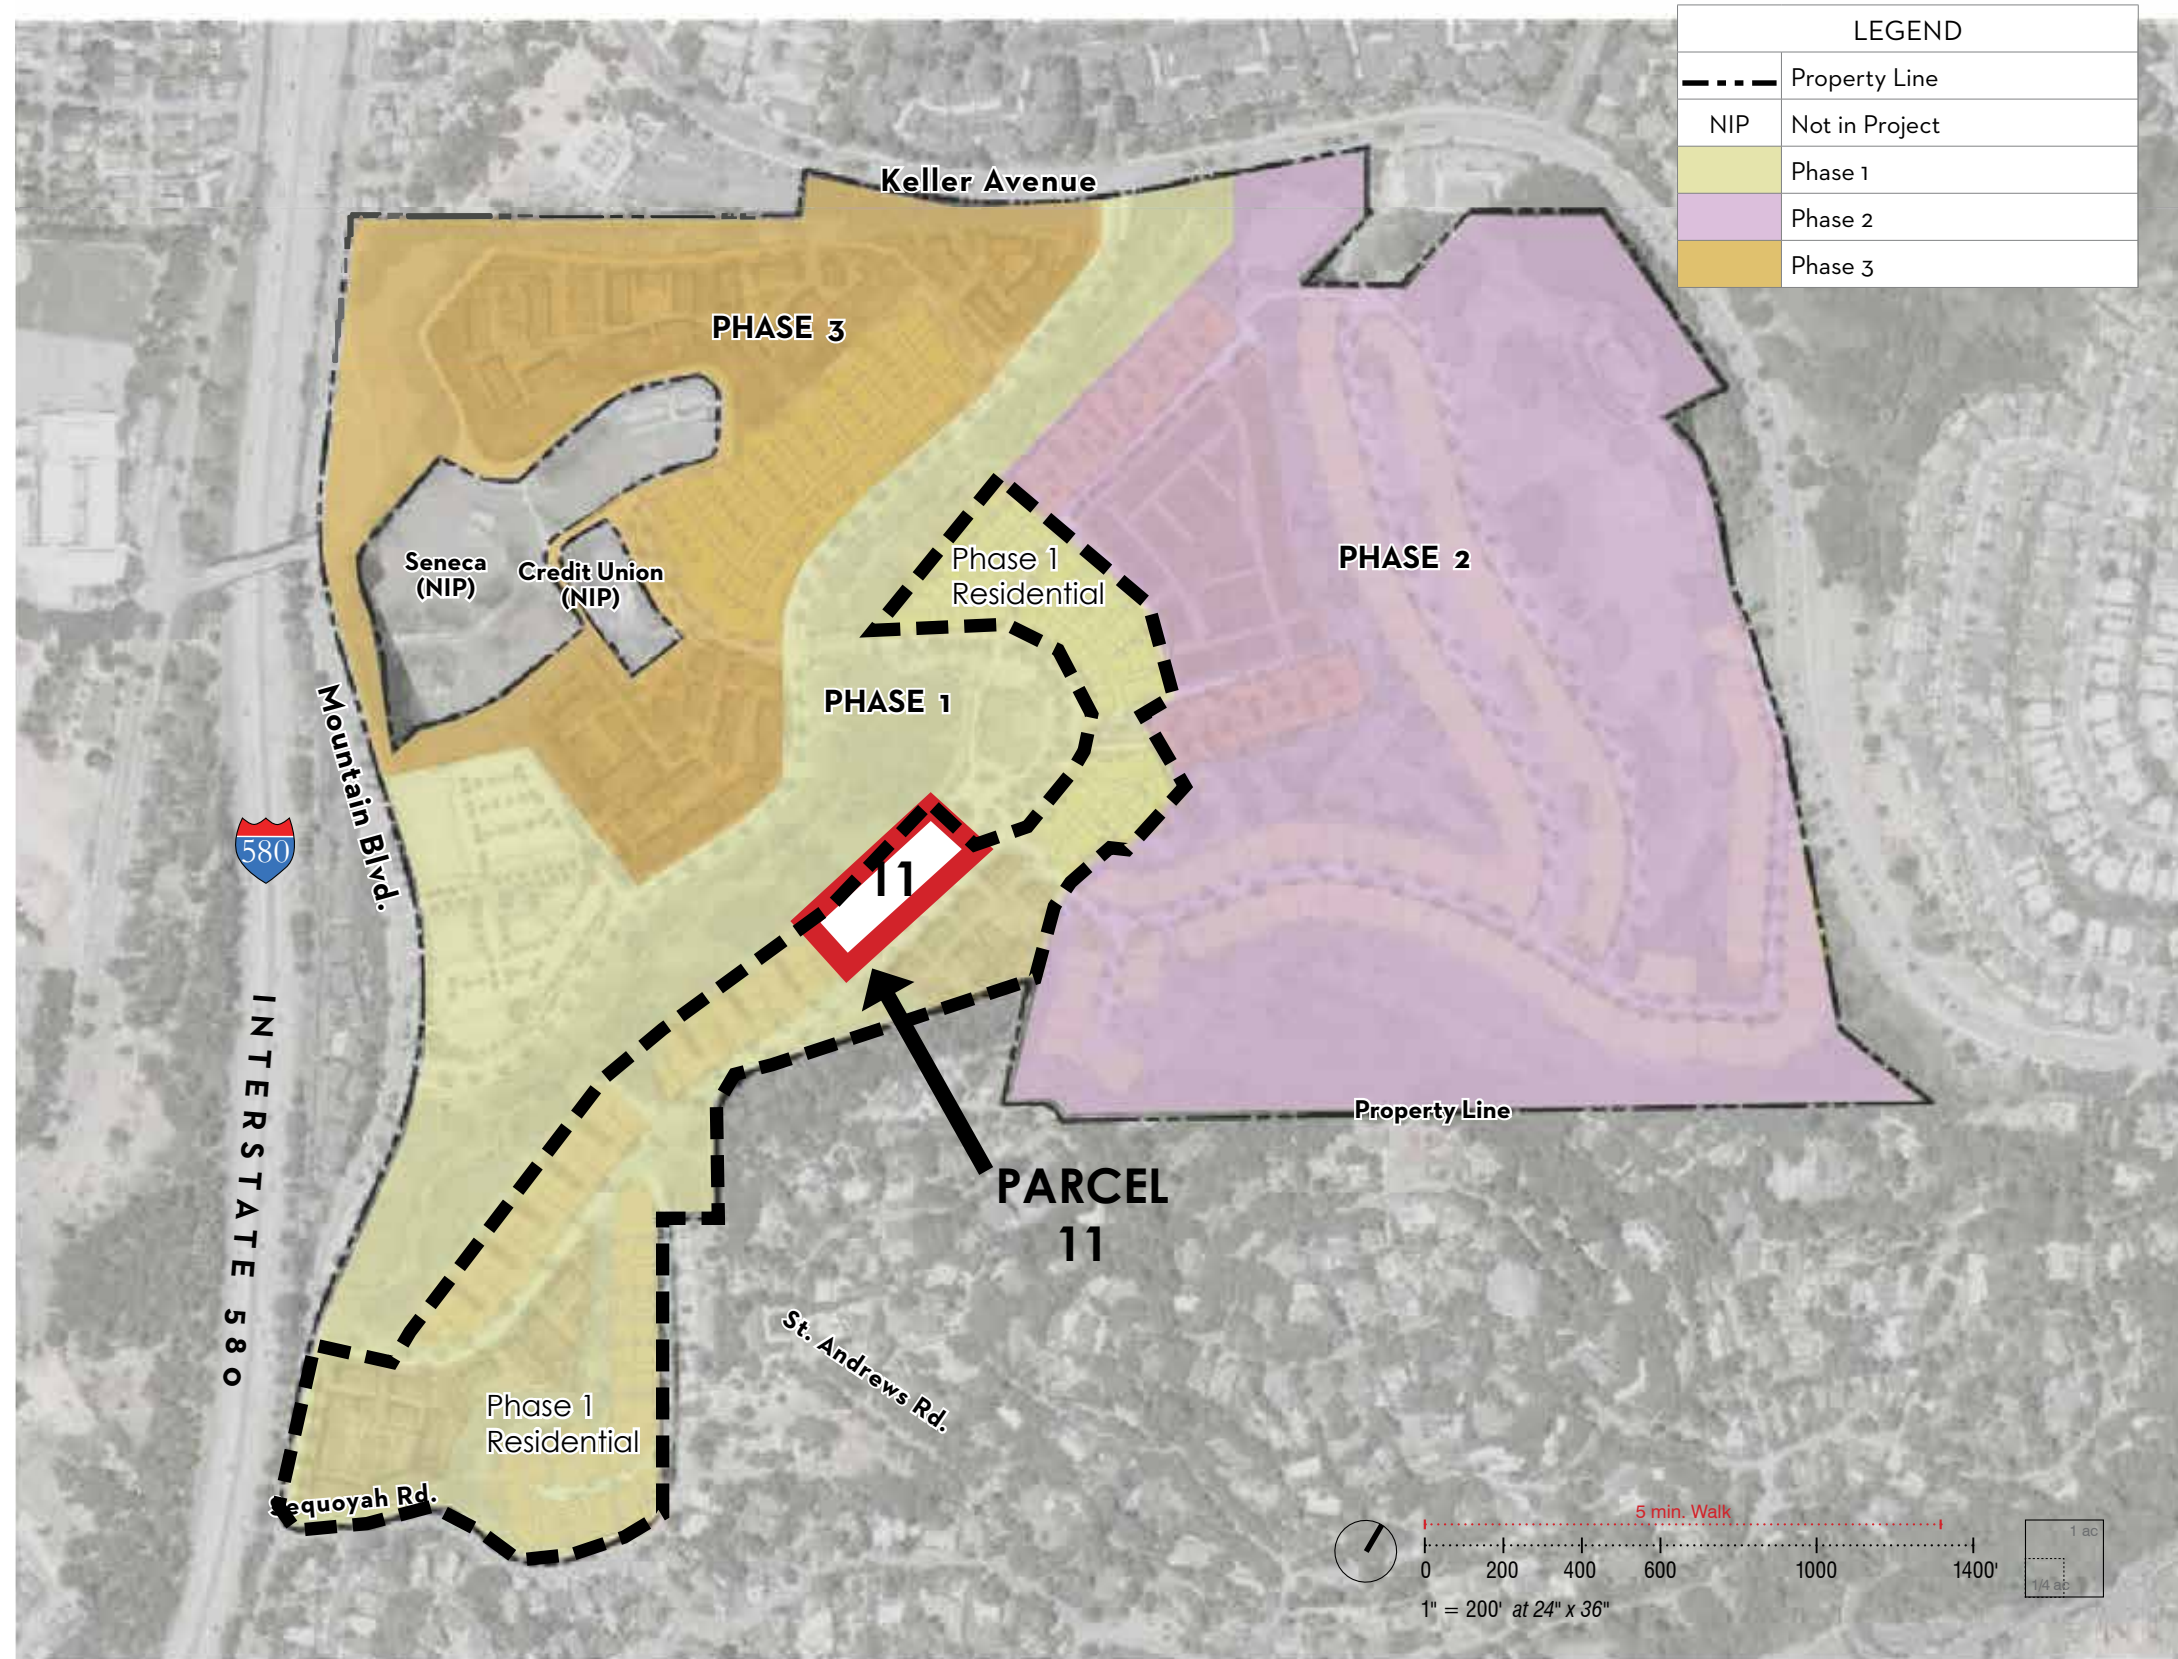 LEGEND
Property Line
NIP Not in Project
Phase 1
Phase 2
Phase 3
Keller Avenue
PHASE 3
Seneca
(NIP)
Credit Union
(NIP)
Phase 1
Residential
PHASE 2
PHASE 1
Mountain Blvd.
580
11
INTERSTATE 580
Property Line
PARCEL
11
St. Andrews Rd.
Phase 1
Residential
Sequoyah Rd.
5 min. Walk
0 200 400 600 1000 1400'
1" = 200' at 24" x 36"
1 ac
1/4 ac